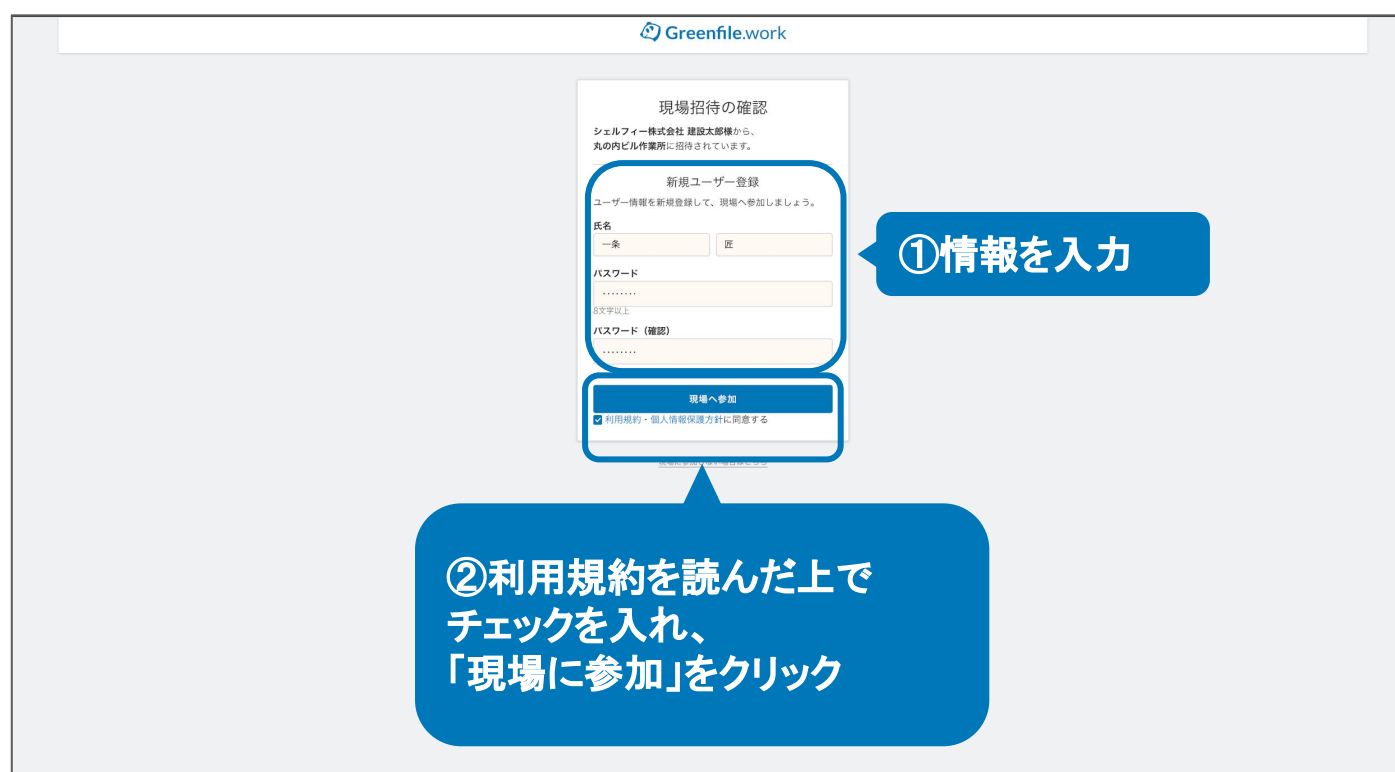 Greenfile.work
現場招待の確認
シェルフィー株式会社 建設太郎様から、
丸の内ビル作業所に招待されています。
新規ユーザー登録
ユーザー情報を新規登録して、現場へ参加しましょう。
氏名
一条 匠
パスワード
........
8文字以上
パスワード（確認）
........
現場へ参加
利用規約・個人情報保護方針に同意する
①情報を入力
②利用規約を読んだ上で
チェックを入れ、
「現場に参加」をクリック